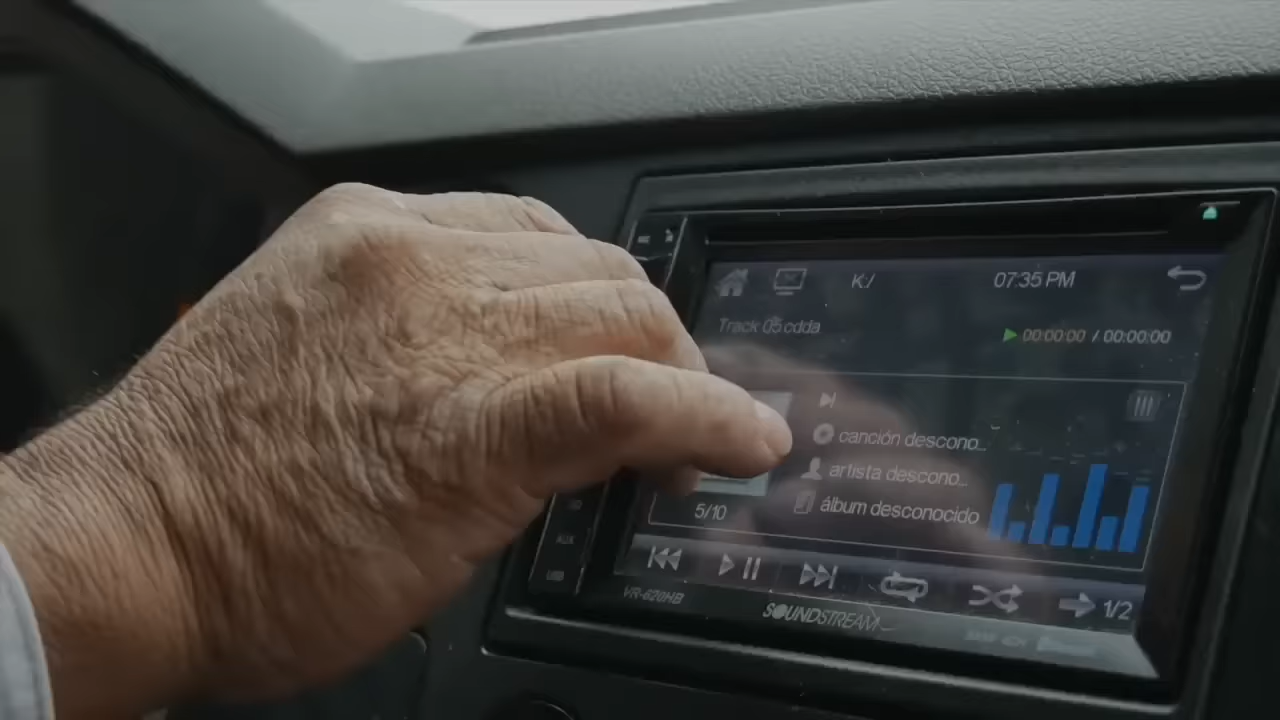 K:/ 07:35 PM
Track 05.cdda
00:00:00 / 00:00:00
canción descono...
artista descono...
álbum desconocido
5/10
AUX
1/2
VR-620HB
SOUNDSTREAM